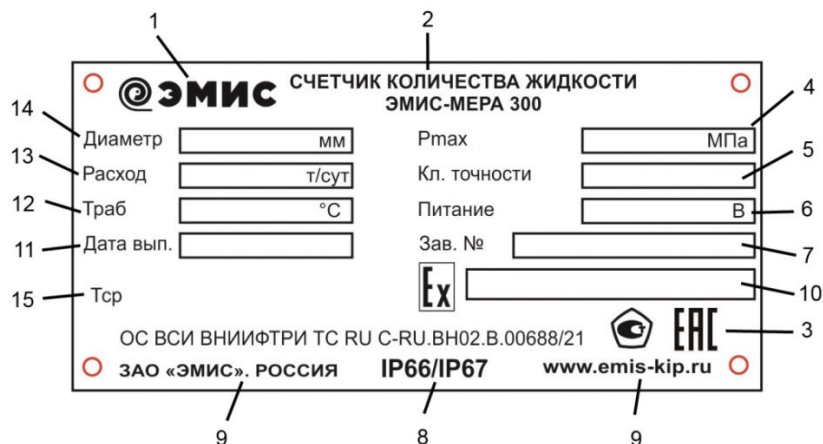 1
2
ЭМИС
СЧЕТЧИК КОЛИЧЕСТВА ЖИДКОСТИ
ЭМИС-МЕРА 300
4
14
Диаметр мм
Pmax МПа
5
13
Расход т/сут
Кл. точности
12
Траб °C
Питание В
6
11
Дата вып.
Зав. №
7
15
Тср
Ex
10
ОС ВСИ ВНИИФТРИ ТС RU C-RU.ВН02.В.00688/21
EAC
3
ЗАО «ЭМИС». РОССИЯ
IP66/IP67
www.emis-kip.ru
9
8
9